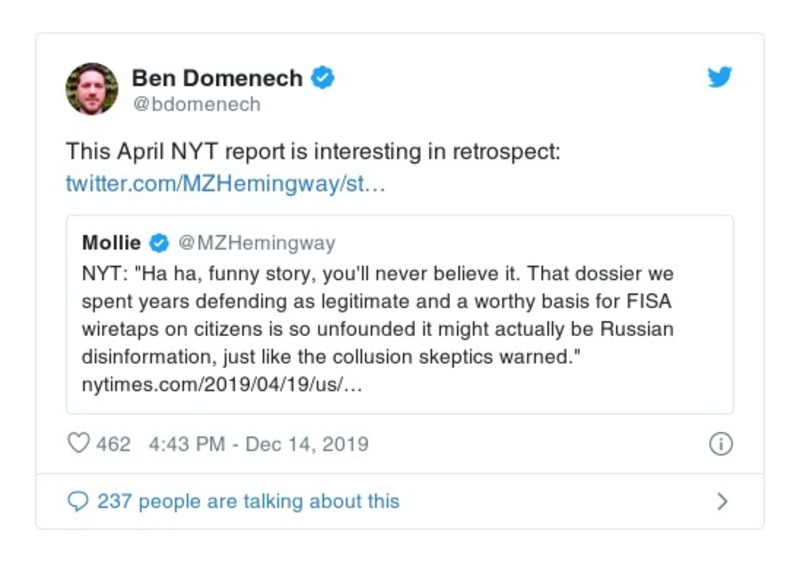 Ben Domenech
@bdomenech
This April NYT report is interesting in retrospect:
twitter.com/MZHemingway/st…
Mollie @MZHemingway
NYT: "Ha ha, funny story, you'll never believe it. That dossier we
spent years defending as legitimate and a worthy basis for FISA
wiretaps on citizens is so unfounded it might actually be Russian
disinformation, just like the collusion skeptics warned."
nytimes.com/2019/04/19/us/…
462 4:43 PM - Dec 14, 2019
237 people are talking about this